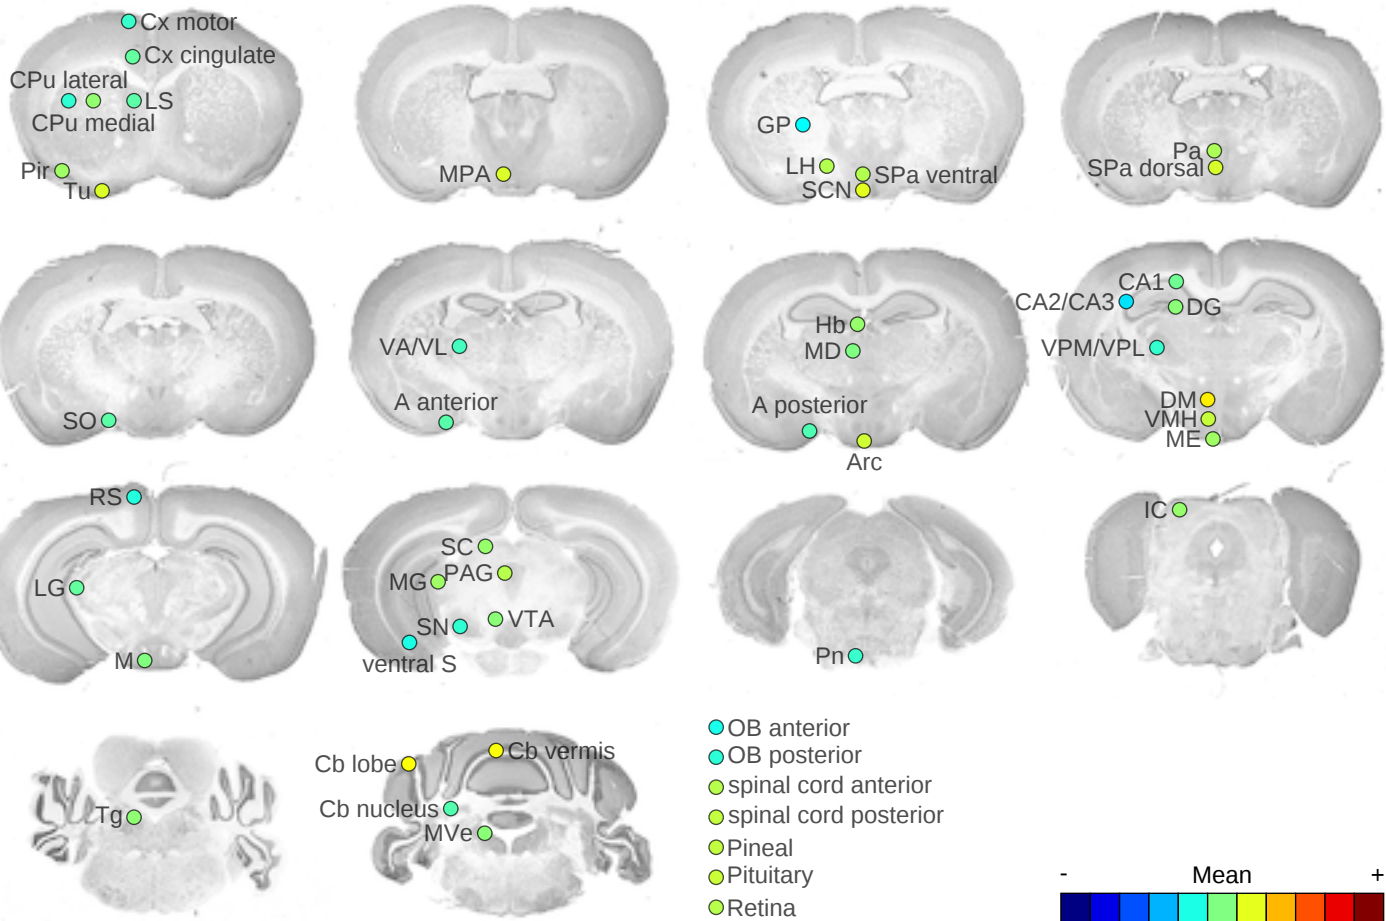 Cx motor
Cx cingulate
CPu lateral
LS
CPu medial
Pir
Tu
MPA
GP
LH
SPa ventral
SCN
Pa
SPa dorsal
SO
VA/VL
A anterior
Hb
MD
A posterior
Arc
CA1
CA2/CA3
DG
VPM/VPL
DM
VMH
ME
RS
LG
M
SC
PAG
MG
VTA
SN
ventral S
Pn
IC
Tg
Cb lobe
Cb vermis
Cb nucleus
MVe
OB anterior
OB posterior
spinal cord anterior
spinal cord posterior
Pineal
Pituitary
Retina
- Mean +